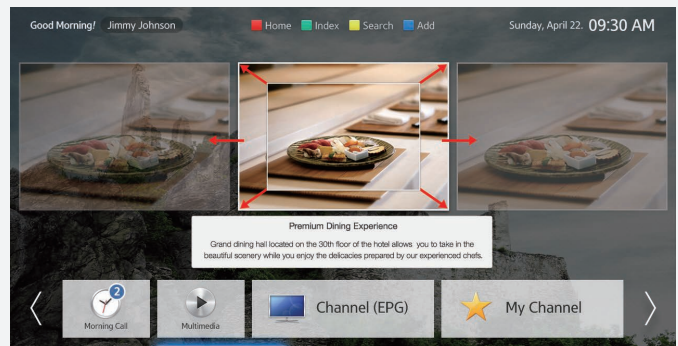 Good Morning! Jimmy Johnson
Home Index Search Add
Sunday, April 22. 09:30 AM
Premium Dining Experience
Grand dining hall located on the 30th floor of the hotel allows you to take in the
beautiful scenery while you enjoy the delicacies prepared by our experienced chefs.
2
Morning Call
Multimedia
Channel (EPG)
My Channel